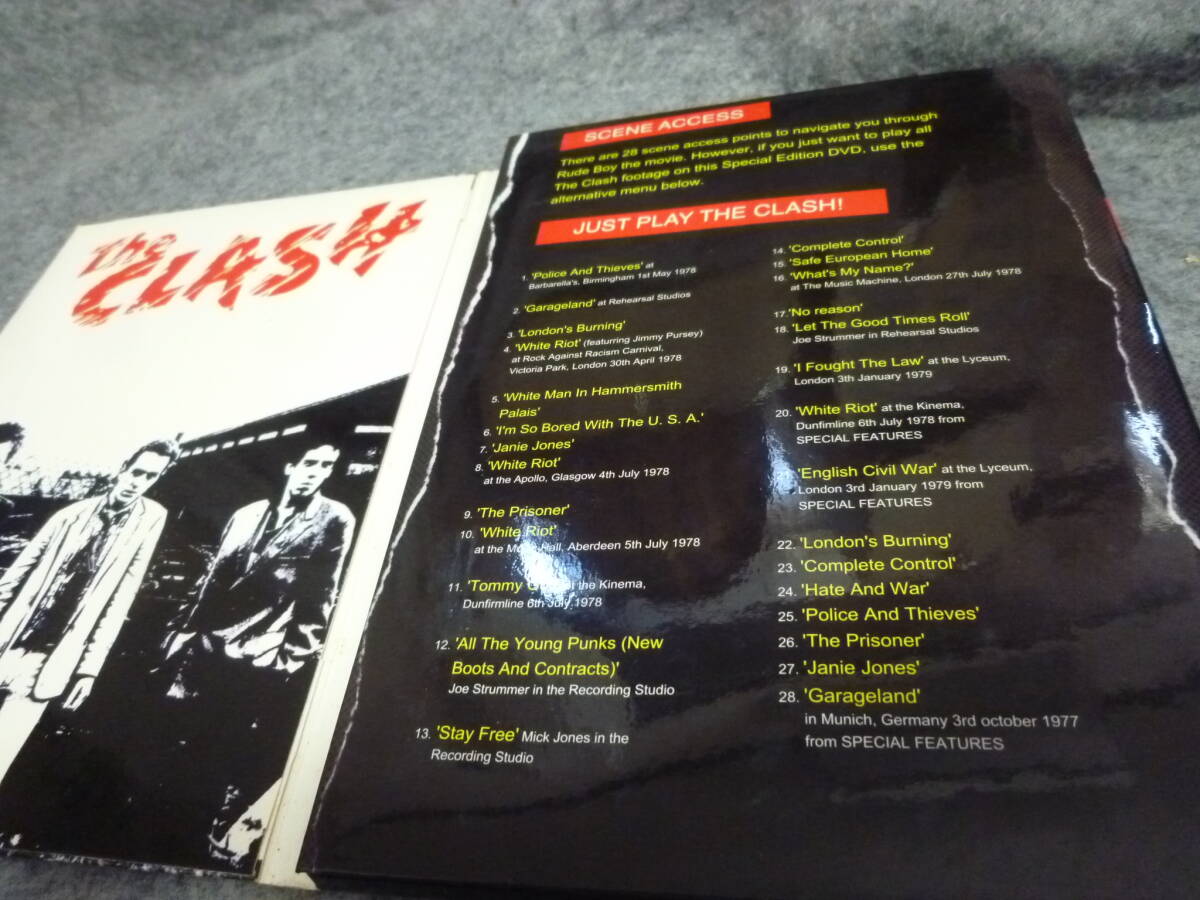 The
CLASH
SCENE ACCESS
There are 28 scene access points to navigate you through
Rude Boy the movie. However, if you just want to play all
The Clash footage on this Special Edition DVD, use the
alternative menu below.
JUST PLAY THE CLASH!
1. 'Police And Thieves' at
Barbarella's, Birmingham 1st May 1978
2. 'Garageland' at Rehearsal Studios
3. 'London's Burning'
4. 'White Riot' (featuring Jimmy Pursey)
at Rock Against Racism Carnival,
Victoria Park, London 30th April 1978
5. 'White Man In Hammersmith
Palais'
6. 'I'm So Bored With The U. S. A.'
7. 'Janie Jones'
8. 'White Riot'
at the Apollo, Glasgow 4th July 1978
9. 'The Prisoner'
10. 'White Riot'
at the Hall, Aberdeen 5th July 1978
11. 'Tommy at the Kinema,
Dunfirmline 6th July 1978
12. 'All The Young Punks (New
Boots And Contracts)'
Joe Strummer in the Recording Studio
13. 'Stay Free' Mick Jones in the
Recording Studio
14. 'Complete Control'
15. 'Safe European Home'
16. 'What's My Name?'
at The Music Machine, London 27th July 1978
17. 'No reason'
18. 'Let The Good Times Roll'
Joe Strummer in Rehearsal Studios
19. 'I Fought The Law' at the Lyceum,
London 3th January 1979
20. 'White Riot' at the Kinema,
Dunfirmline 6th July 1978 from
SPECIAL FEATURES
'English Civil War' at the Lyceum,
London 3rd January 1979 from
SPECIAL FEATURES
22. 'London's Burning'
23. 'Complete Control'
24. 'Hate And War'
25. 'Police And Thieves'
26. 'The Prisoner'
27. 'Janie Jones'
28. 'Garageland'
in Munich, Germany 3rd october 1977
from SPECIAL FEATURES